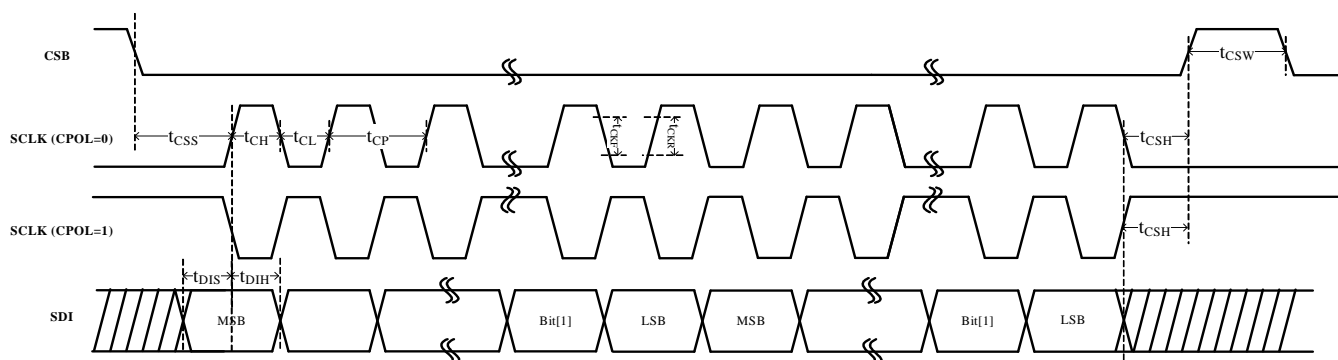 CSB
tCSW
SCLK (CPOL=0)
tCSS
tCH
tCL
tCP
tCKF
tCKR
tCSH
SCLK (CPOL=1)
tCSH
tDIS
tDIH
SDI
MSB
Bit[1]
LSB
MSB
Bit[1]
LSB